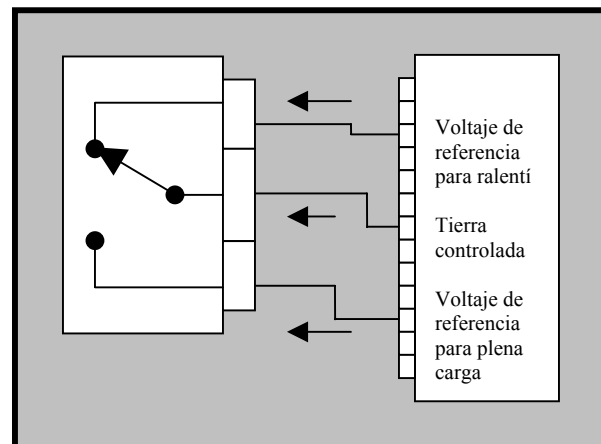 Voltaje de
referencia
para ralentí
Tierra
controlada
Voltaje de
referencia
para plena
carga